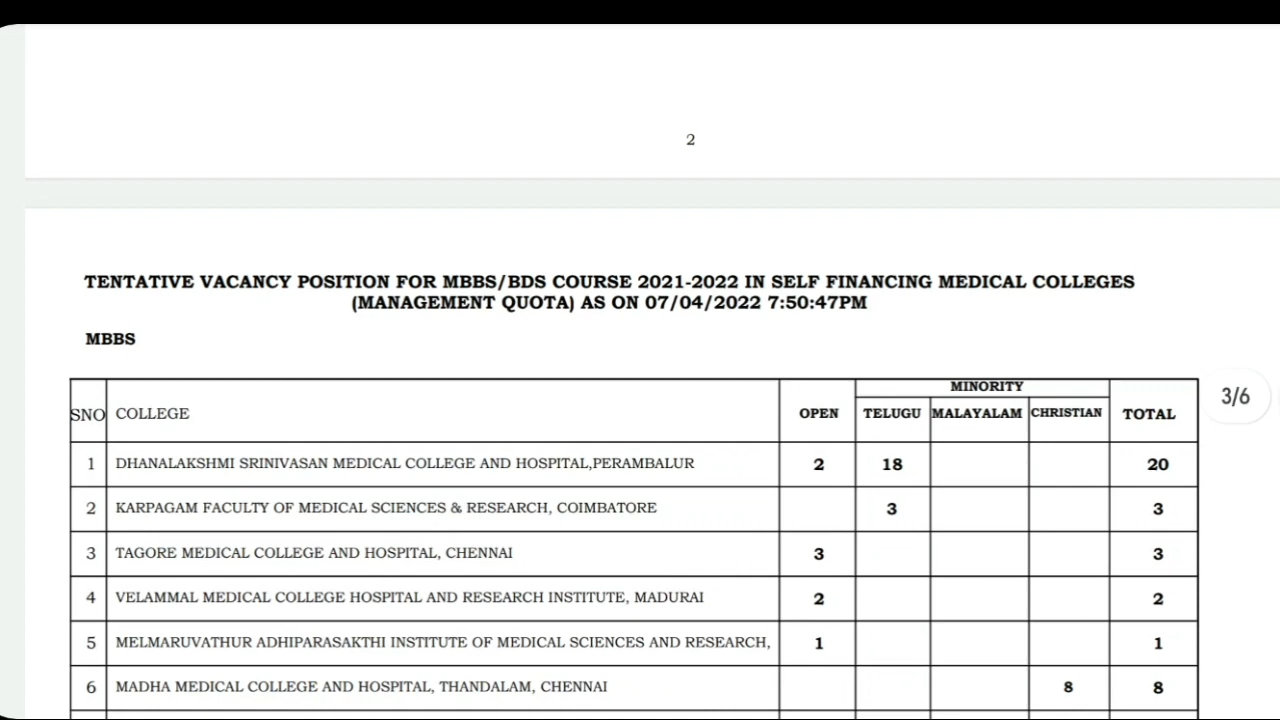 2
TENTATIVE VACANCY POSITION FOR MBBS/BDS COURSE 2021-2022 IN SELF FINANCING MEDICAL COLLEGES
(MANAGEMENT QUOTA) AS ON 07/04/2022 7:50:47PM
MBBS
MINORITY
SNO COLLEGE OPEN TELUGU MALAYALAM CHRISTIAN TOTAL
3/6
1 DHANALAKSHMI SRINIVASAN MEDICAL COLLEGE AND HOSPITAL,PERAMBALUR 2 18 20
2 KARPAGAM FACULTY OF MEDICAL SCIENCES & RESEARCH, COIMBATORE 3 3
3 TAGORE MEDICAL COLLEGE AND HOSPITAL, CHENNAI 3 3
4 VELAMMAL MEDICAL COLLEGE HOSPITAL AND RESEARCH INSTITUTE, MADURAI 2 2
5 MELMARUVATHUR ADHIPARASAKTHI INSTITUTE OF MEDICAL SCIENCES AND RESEARCH, 1 1
6 MADHA MEDICAL COLLEGE AND HOSPITAL, THANDALAM, CHENNAI 8 8